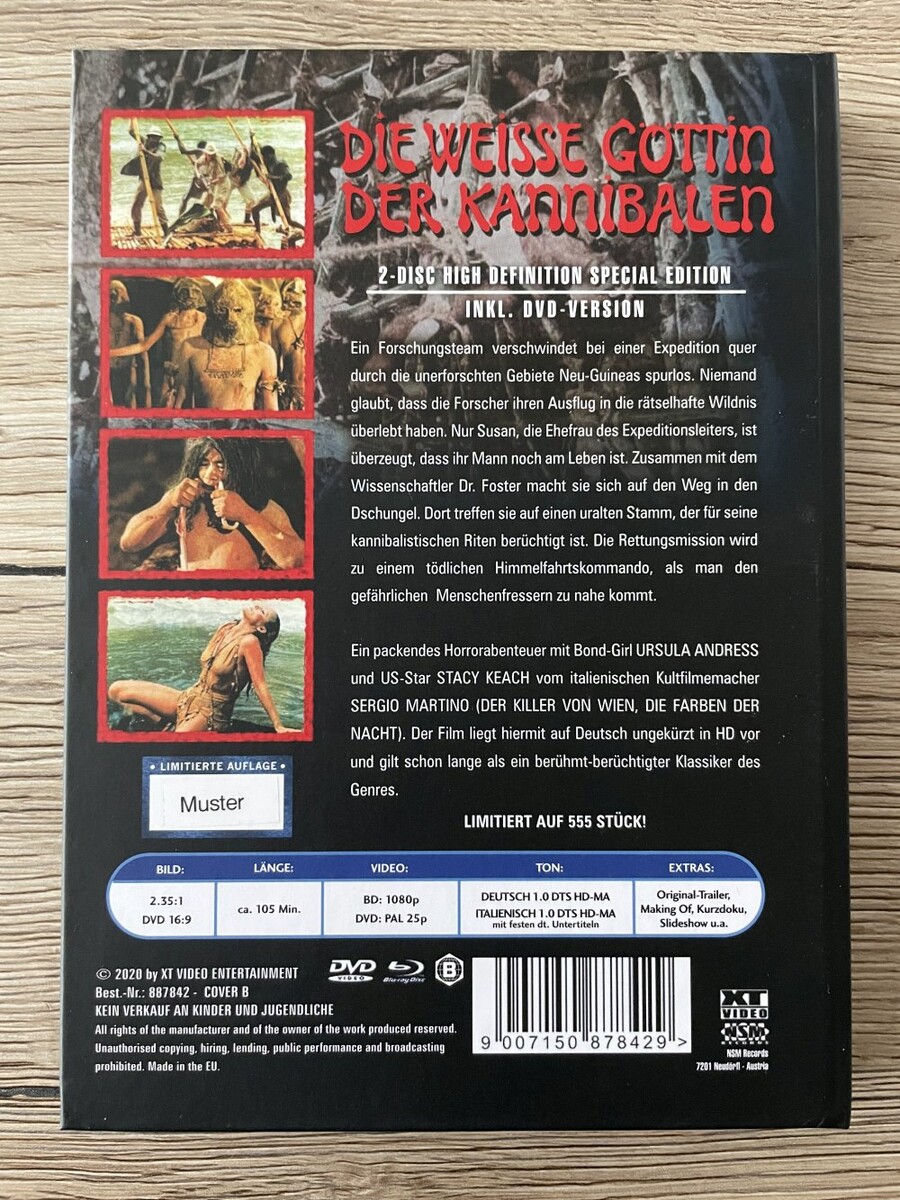 DIE WEISSE GÖTTIN
DER KANNIBALEN
2-DISC HIGH DEFINITION SPECIAL EDITION
INKL. DVD-VERSION
Ein Forschungsteam verschwindet bei einer Expedition quer
durch die unerforschten Gebiete Neu-Guineas spurlos. Niemand
glaubt, dass die Forscher ihren Ausflug in die rätselhafte Wildnis
überlebt haben. Nur Susan, die Ehefrau des Expeditionsleiters, ist
überzeugt, dass ihr Mann noch am Leben ist. Zusammen mit dem
Wissenschaftler Dr. Foster macht sie sich auf den Weg in den
Dschungel. Dort treffen sie auf einen uralten Stamm, der für seine
kannibalistischen Riten berüchtigt ist. Die Rettungsmission wird
zu einem tödlichen Himmelfahrtskommando, als man den
gefährlichen Menschenfressern zu nahe kommt.
Ein packendes Horrorabenteuer mit Bond-Girl URSULA ANDRESS
und US-Star STACY KEACH vom italienischen Kultfilmemacher
SERGIO MARTINO (DER KILLER VON WIEN, DIE FARBEN DER
NACHT). Der Film liegt hiermit auf Deutsch ungekürzt in HD vor
und gilt schon lange als ein berühmt-berüchtigter Klassiker des
Genres.
LIMITIERT AUF 555 STÜCK!
• LIMITIERTE AUFLAGE •
Muster
BILD: LÄNGE: VIDEO: TON: EXTRAS:
2.35:1
DVD 16:9
ca. 105 Min.
BD: 1080p
DVD: PAL 25p
DEUTSCH 1.0 DTS HD-MA
ITALIENISCH 1.0 DTS HD-MA
mit festen dt. Untertiteln
Original-Trailer,
Making Of, Kurzdoku,
Slideshow u.a.
© 2020 by XT VIDEO ENTERTAINMENT
Best.-Nr.: 887842 - COVER B
KEIN VERKAUF AN KINDER UND JUGENDLICHE
All rights of the manufacturer and of the owner of the work produced reserved.
Unauthorised copying, hiring, lending, public performance and broadcasting
prohibited. Made in the EU.
DVD VIDEO
Blu-ray Disc
B
9 007150 878429 >
XT
VIDEO
NSM
RECORDS
NSM Records
7201 Neudörfl - Austria